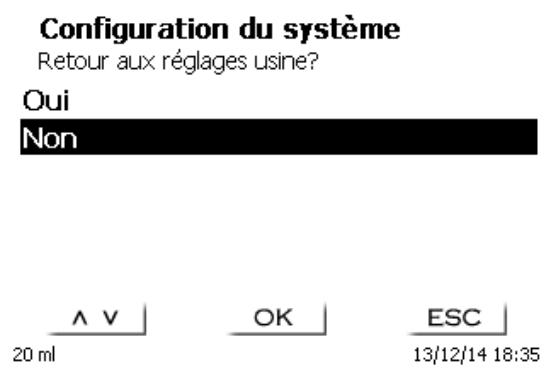 Configuration du système
Retour aux réglages usine?
Oui
Non
∧ ∨ OK ESC
20 ml 13/12/14 18:35